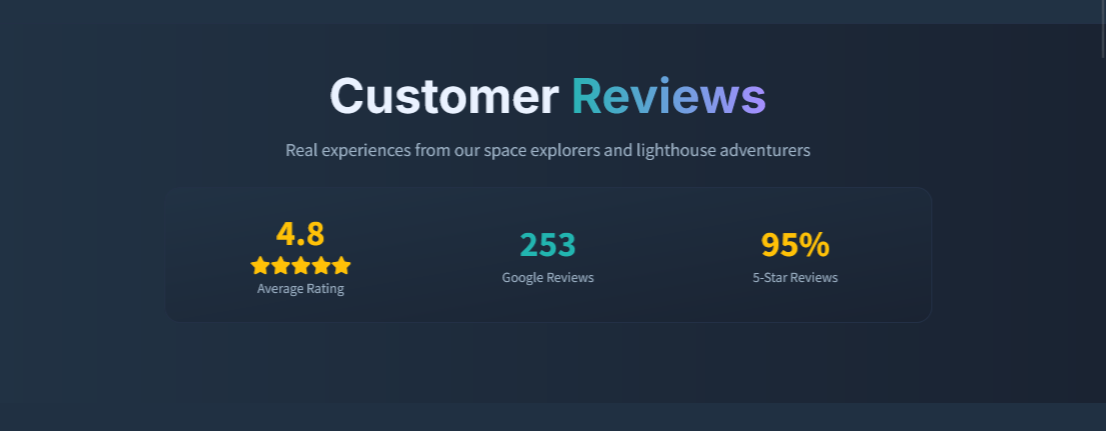 Customer Reviews
Real experiences from our space explorers and lighthouse adventurers
4.8
Average Rating
253
Google Reviews
95%
5-Star Reviews